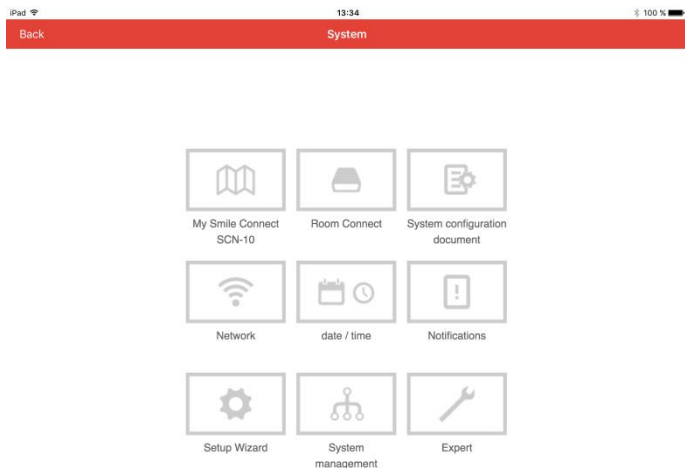 iPad 13:34 100 %
Back System
My Smile Connect Room Connect System configuration
SCN-10 document
Network date / time Notifications
Setup Wizard System Expert
management